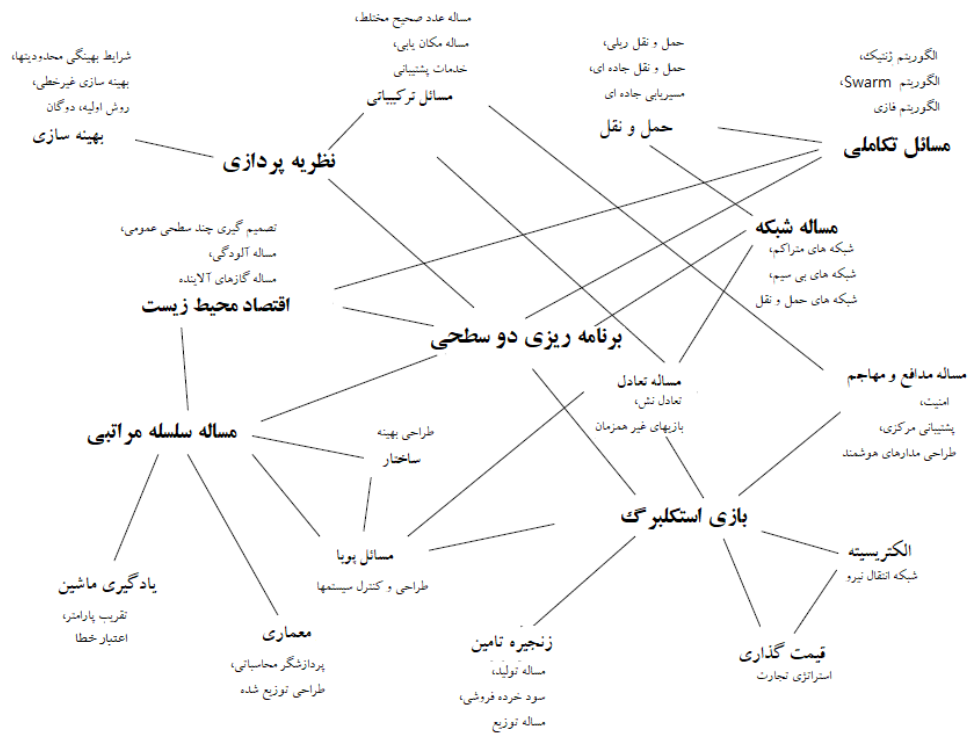 مساله عدد صحیح مختلط،
مساله مکان یابی،
خدمات پشتیبانی
مسائل ترکیباتی
حمل و نقل ریلی،
حمل و نقل جاده ای،
مسیریابی جاده ای
حمل و نقل
الگوریتم ژنتیک،
الگوریتم Swarm،
الگوریتم فازی
مسائل تکاملی
شرایط بهینگی محدودیتها،
بهینه سازی غیرخطی،
روش اولیه، دوگان
بهینه سازی
نظریه پردازی
مساله شبکه
شبکه های متراکم،
شبکه های بی سیم،
شبکه های حمل و نقل
تصمیم گیری چند سطحی عمومی،
مساله آلودگی،
مساله گازهای آلاینده
اقتصاد محیط زیست
برنامه ریزی دو سطحی
مساله مدافع و مهاجم
امنیت،
پشتیبانی مرکزی،
طراحی مدارهای هوشمند
مساله تعادل
تعادل نش،
بازیهای غیر همزمان
مساله سلسله مراتبی
طراحی بهینه
ساختار
بازی استکلبرگ
الکتریسیته
شبکه انتقال نیرو
مسائل پویا
طراحی و کنترل سیستمها
یادگیری ماشین
تقریب پارامتر،
اعتبار خطا
معماری
پردازشگر محاسباتی،
طراحی توزیع شده
زنجیره تامین
مساله تولید،
سود خرده فروشی،
مساله توزیع
قیمت گذاری
استراتژی تجارت